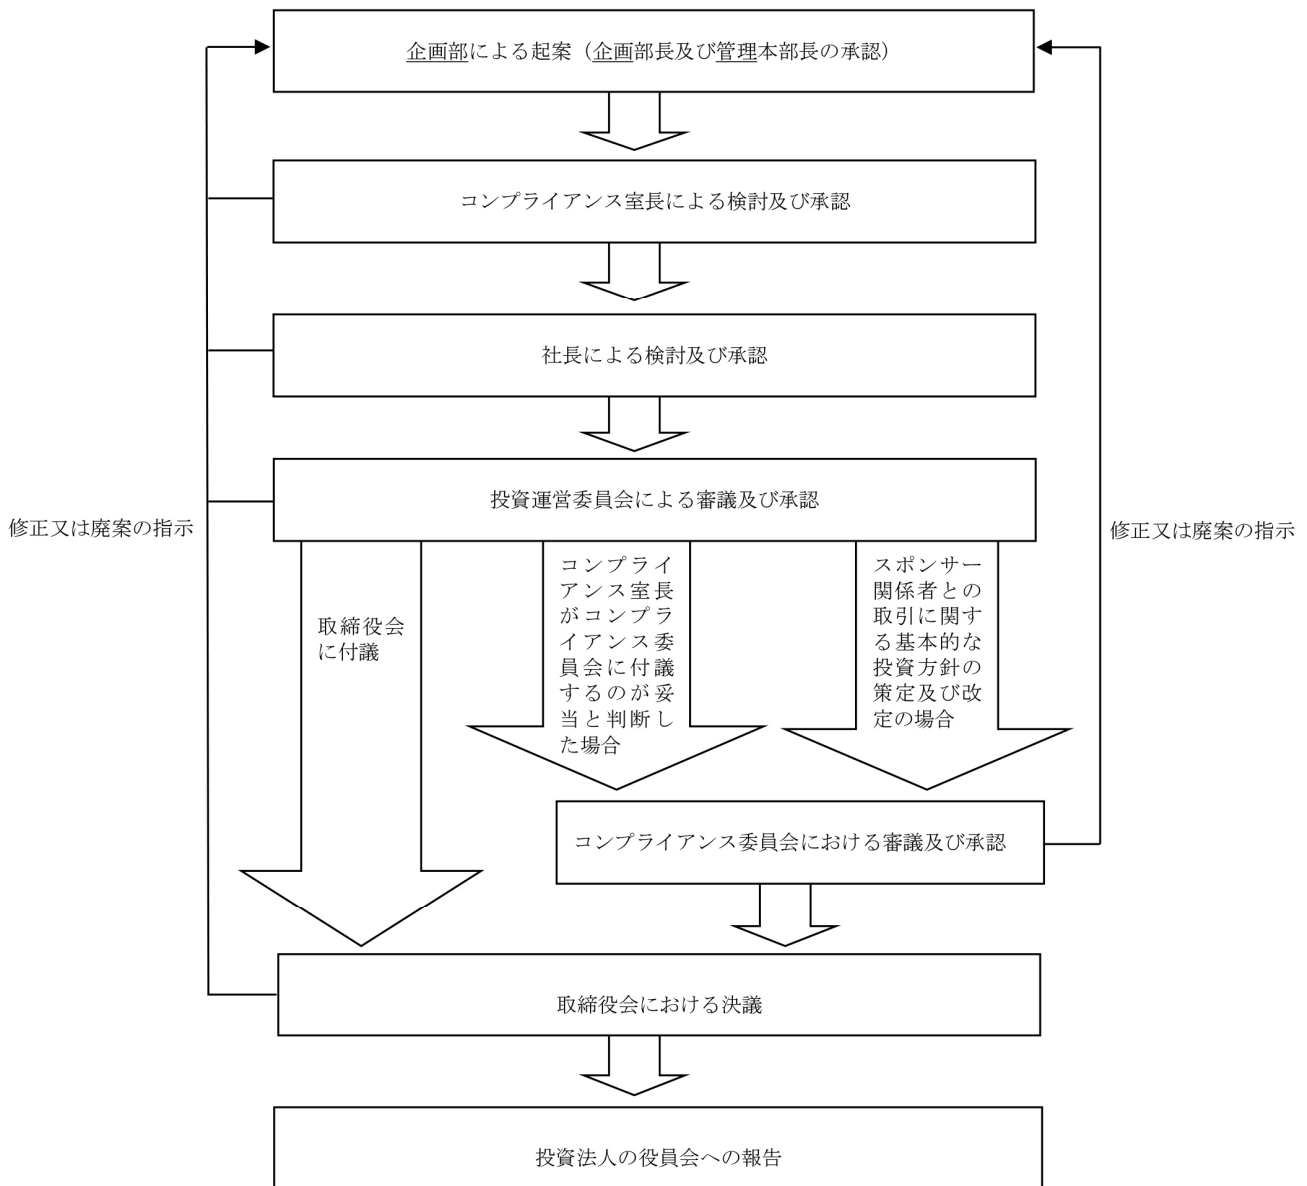 企画部による起案（企画部長及び管理本部長の承認）
コンプライアンス室長による検討及び承認
社長による検討及び承認
投資運営委員会による審議及び承認
修正又は廃案の指示
修正又は廃案の指示
取締役会
に付議
コンプライ
アンス室長
がコンプラ
イアンス委
員会に付議
するのが妥
当と判断し
た場合
スポンサー
関係者との
取引に関す
る基本的な
投資方針の
策定及び改
定の場合
コンプライアンス委員会における審議及び承認
取締役会における決議
投資法人の役員会への報告